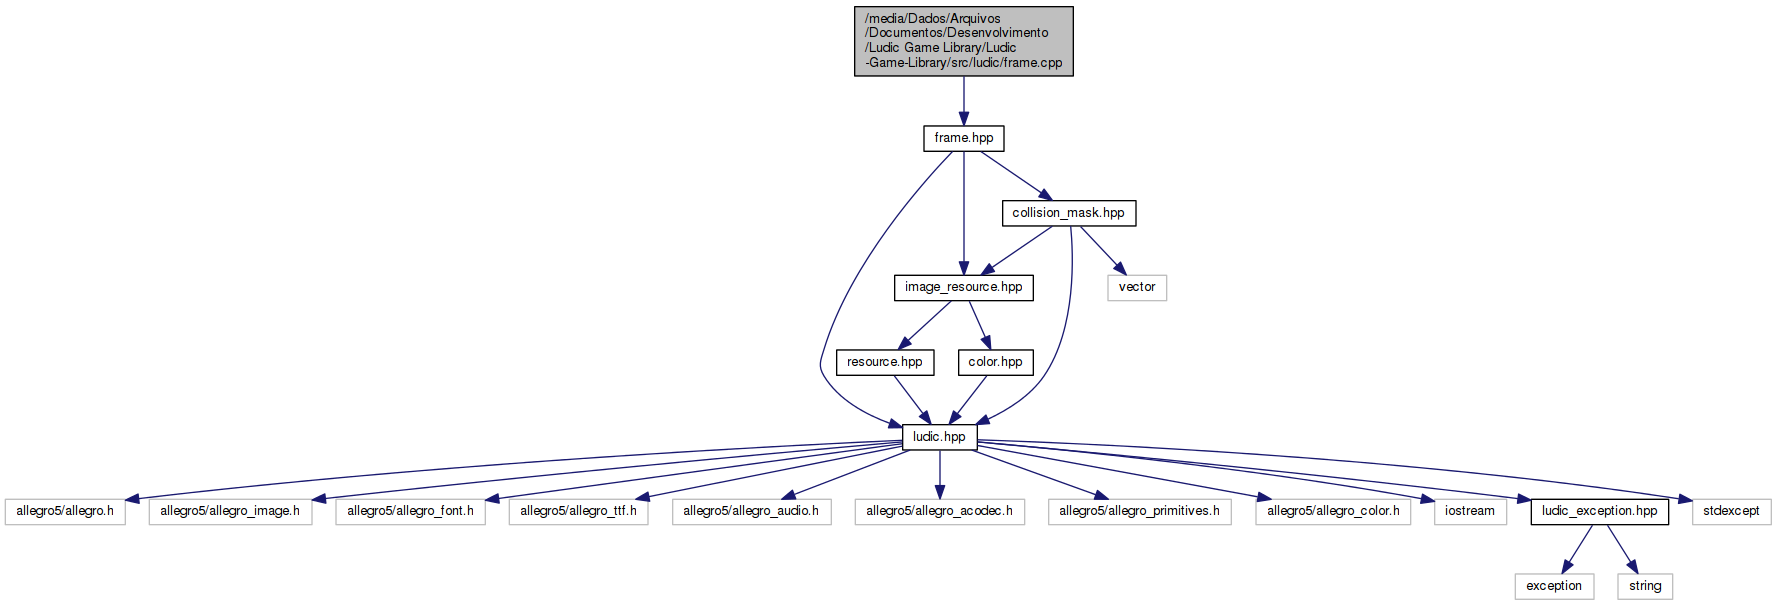 /media/Dados/Arquivos
/Documentos/Desenvolvimento
/Ludic Game Library/Ludic
-Game-Library/src/ludic/frame.cpp
frame.hpp
collision_mask.hpp
image_resource.hpp
vector
resource.hpp
color.hpp
ludic.hpp
allegro5/allegro.h
allegro5/allegro_image.h
allegro5/allegro_font.h
allegro5/allegro_ttf.h
allegro5/allegro_audio.h
allegro5/allegro_acodec.h
allegro5/allegro_primitives.h
allegro5/allegro_color.h
iostream
ludic_exception.hpp
stdexcept
exception
string